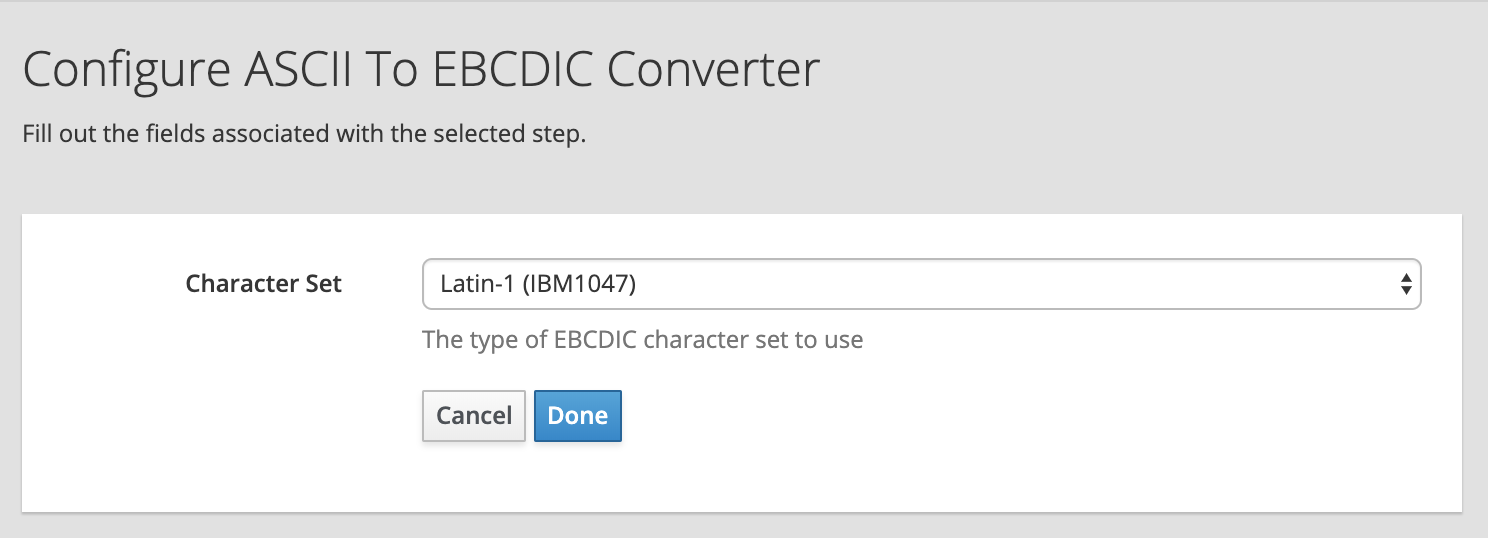 Configure ASCII To EBCDIC Converter
Fill out the fields associated with the selected step.
Character Set
Latin-1 (IBM1047)
The type of EBCDIC character set to use
Cancel
Done